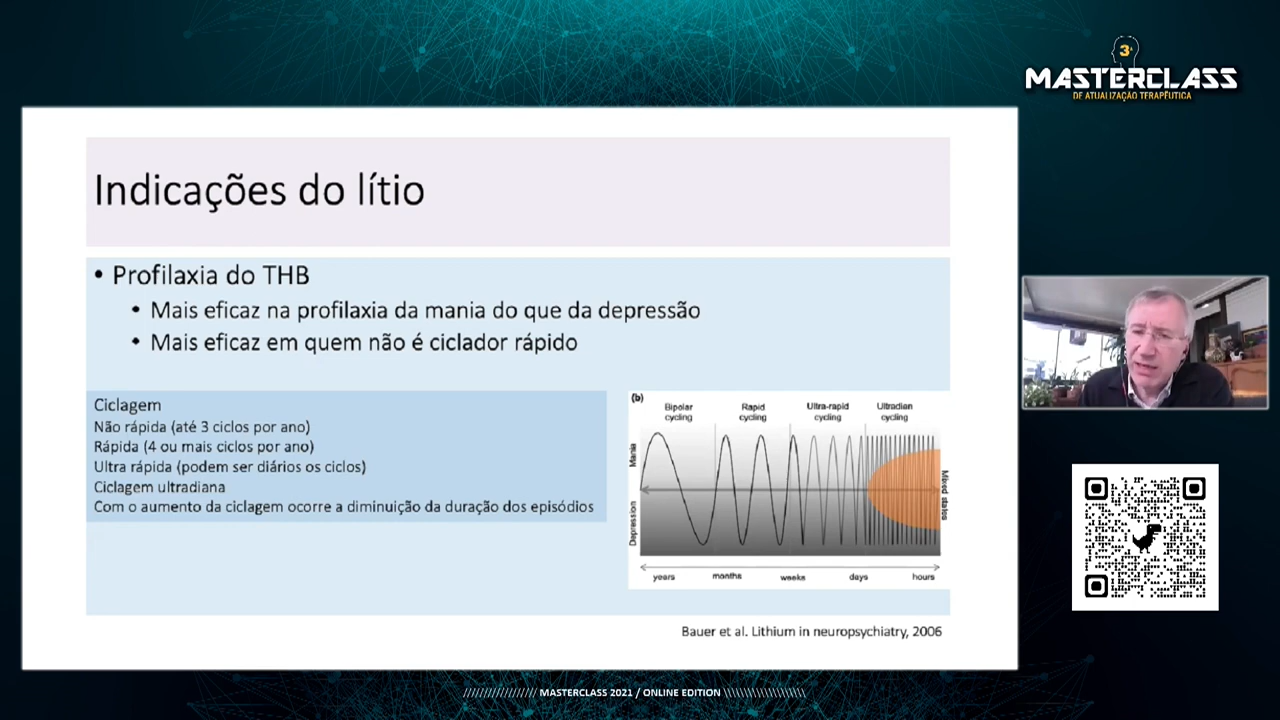 3ª
MASTERCLASS
DE ATUALIZAÇÃO TERAPÊUTICA
Indicações do lítio
• Profilaxia do THB
• Mais eficaz na profilaxia da mania do que da depressão
• Mais eficaz em quem não é ciclador rápido
Ciclagem
Não rápida (até 3 ciclos por ano)
Rápida (4 ou mais ciclos por ano)
Ultra rápida (podem ser diários os ciclos)
Ciclagem ultradiana
Com o aumento da ciclagem ocorre a diminuição da duração dos episódios
(b)
Bipolar cycling
Rapid cycling
Ultra-rapid cycling
Ultradian cycling
Mania
Depression
Mixed states
years months weeks days hours
Bauer et al. Lithium in neuropsychiatry, 2006
////////////////// MASTERCLASS 2021 / ONLINE EDITION \\\\\\\\\\\\\\\\\\\\